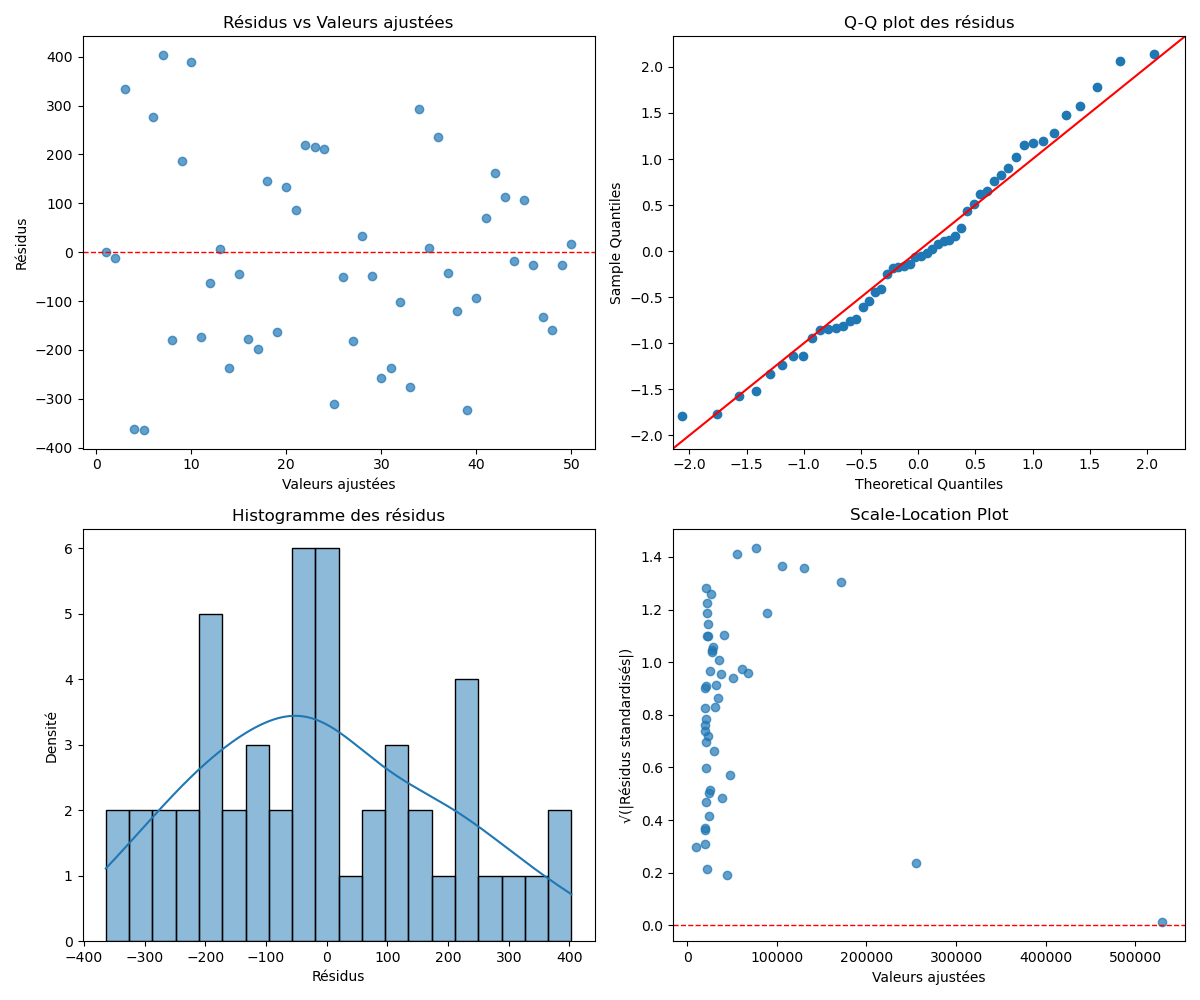 Résidus vs Valeurs ajustées
400
300
200
100
0
−100
−200
−300
−400
Résidus
0 10 20 30 40 50
Valeurs ajustées
Q-Q plot des résidus
2.0
1.5
1.0
0.5
0.0
−0.5
−1.0
−1.5
−2.0
Sample Quantiles
−2.0 −1.5 −1.0 −0.5 0.0 0.5 1.0 1.5 2.0
Theoretical Quantiles
Histogramme des résidus
6
5
4
3
2
1
0
Densité
−400 −300 −200 −100 0 100 200 300 400
Résidus
Scale-Location Plot
1.4
1.2
1.0
0.8
0.6
0.4
0.2
0.0
√(|Résidus standardisés|)
0 100000 200000 300000 400000 500000
Valeurs ajustées